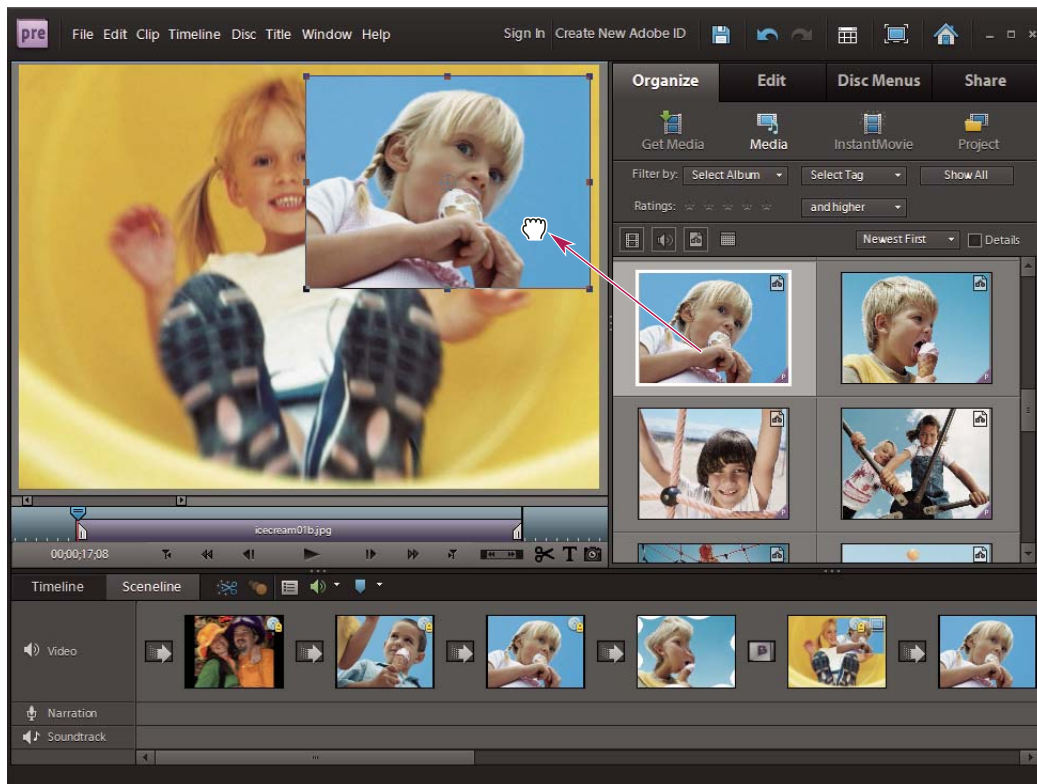 pre File Edit Clip Timeline Disc Title Window Help Sign In Create New Adobe ID
Organize Edit Disc Menus Share
Get Media Media InstantMovie Project
Filter by: Select Album Select Tag Show All
Ratings: and higher
Newest First Details
icecream01b.jpg
00;00;17;08
T
Timeline Sceneline
Video
Narration
Soundtrack